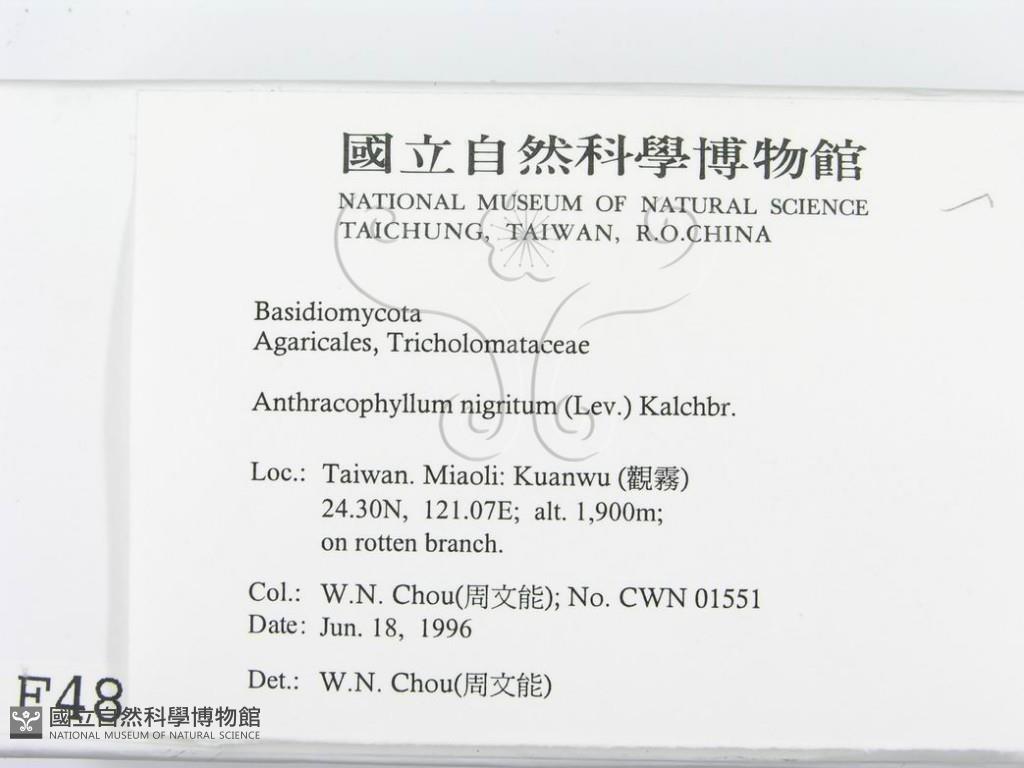 國立自然科學博物館
NATIONAL MUSEUM OF NATURAL SCIENCE
TAICHUNG, TAIWAN, R.O.CHINA
Basidiomycota
Agaricales, Tricholomataceae
Anthracophyllum nigritum (Lev.) Kalchbr.
Loc.: Taiwan. Miaoli: Kuanwu (觀霧)
24.30N, 121.07E; alt. 1,900m;
on rotten branch.
Col.: W.N. Chou(周文能); No. CWN 01551
Date: Jun. 18, 1996
Det.: W.N. Chou(周文能)
F48
國立自然科學博物館
NATIONAL MUSEUM OF NATURAL SCIENCE